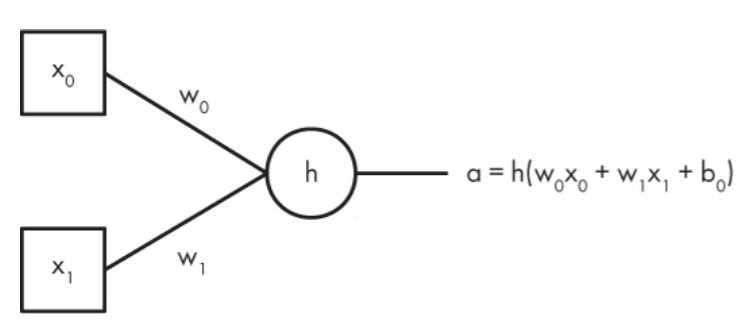 x₀
w₀
h
a = h(w₀x₀ + w₁x₁ + b₀)
w₁
x₁